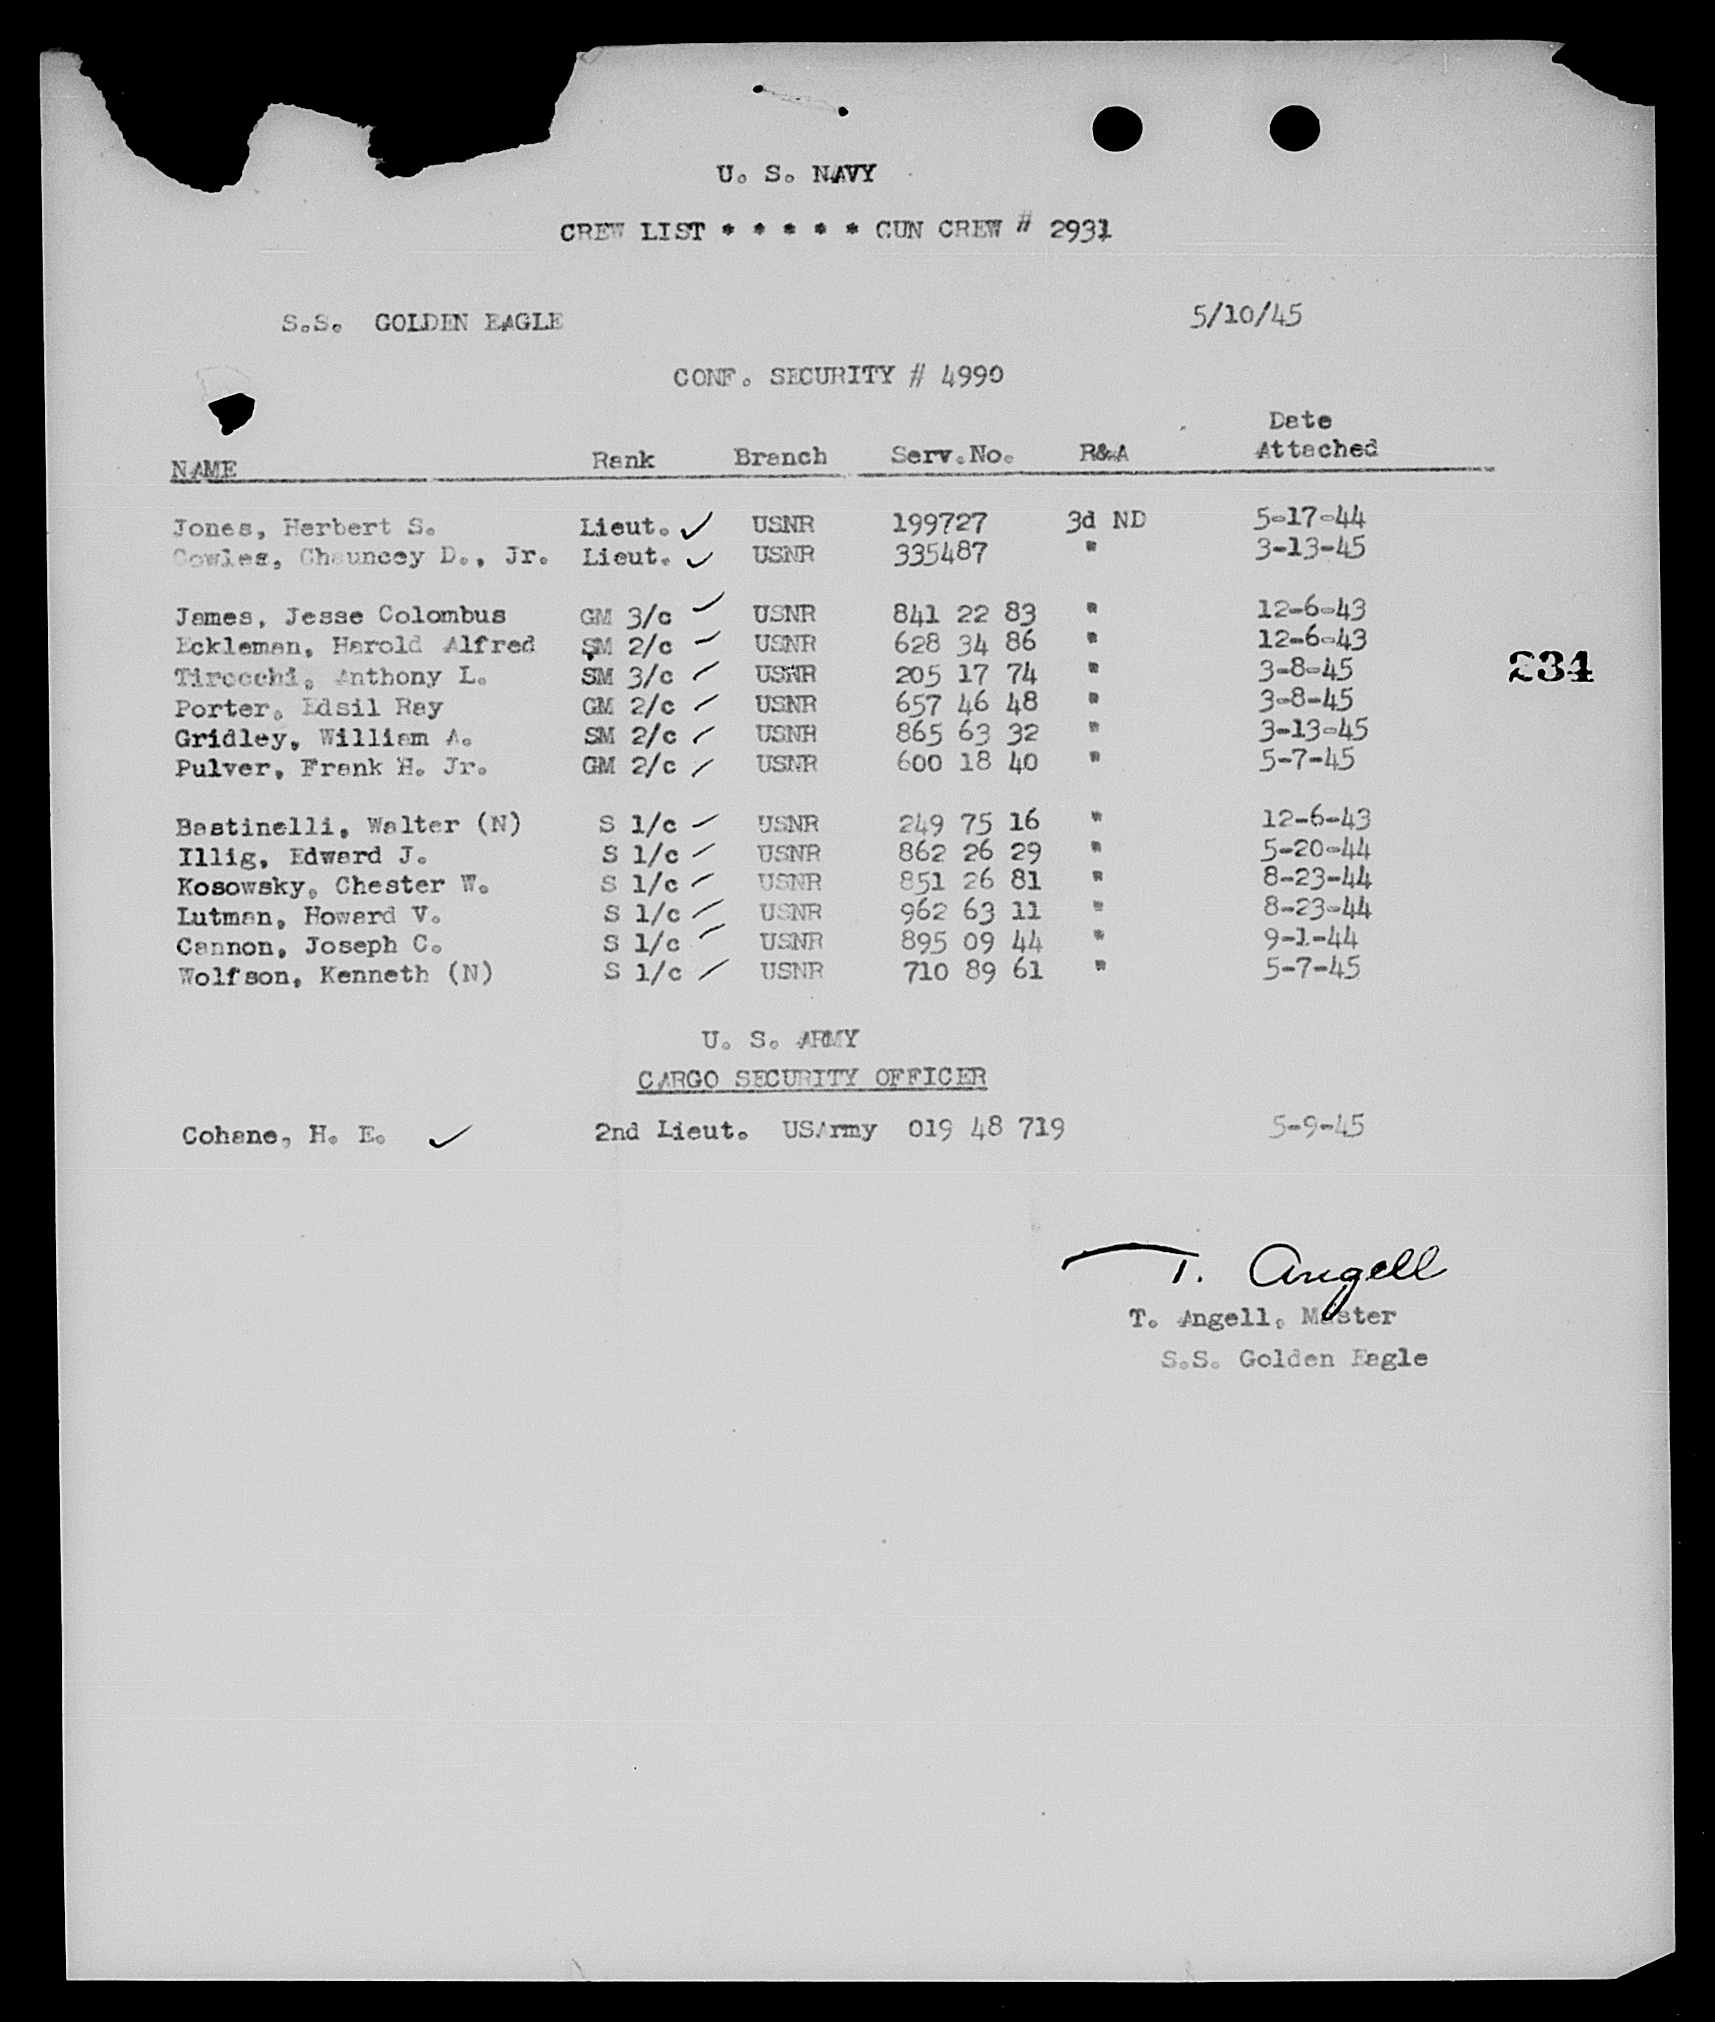 U. S. NAVY
CREW LIST * * * * * GUN CREW # 2931
S.S. GOLDEN EAGLE 5/10/45
CONF. SECURITY # 4990
NAME Rank Branch Serv.No. R&A Date Attached
Jones, Herbert S. Lieut. ✓ USNR 199727 3d ND 5-17-44
Cowles, Chauncey D., Jr. Lieut. ✓ USNR 335487 " 3-13-45
James, Jesse Colombus GM 3/c ✓ USNR 841 22 83 " 12-6-43
Eckleman, Harold Alfred SM 2/c ✓ USNR 628 34 86 " 12-6-43
Tirocchi, Anthony L. SM 3/c ✓ USNR 205 17 74 " 3-8-45
Porter, Edsil Ray GM 2/c ✓ USNR 657 46 48 " 3-8-45
Gridley, William A. SM 2/c ✓ USNR 865 63 32 " 3-13-45
Pulver, Frank H. Jr. GM 2/c ✓ USNR 600 18 40 " 5-7-45
234
Bastinelli, Walter (N) S 1/c ✓ USNR 249 75 16 " 12-6-43
Illig, Edward J. S 1/c ✓ USNR 862 26 29 " 5-20-44
Kosowsky, Chester W. S 1/c ✓ USNR 851 26 81 " 8-23-44
Lutman, Howard V. S 1/c ✓ USNR 962 63 11 " 8-23-44
Cannon, Joseph C. S 1/c ✓ USNR 895 09 44 " 9-1-44
Wolfson, Kenneth (N) S 1/c ✓ USNR 710 89 61 " 5-7-45
U. S. ARMY
CARGO SECURITY OFFICER
Cohane, H. E. ✓ 2nd Lieut. USArmy 019 48 719 5-9-45
T. Angell
T. Angell, Master
S.S. Golden Eagle